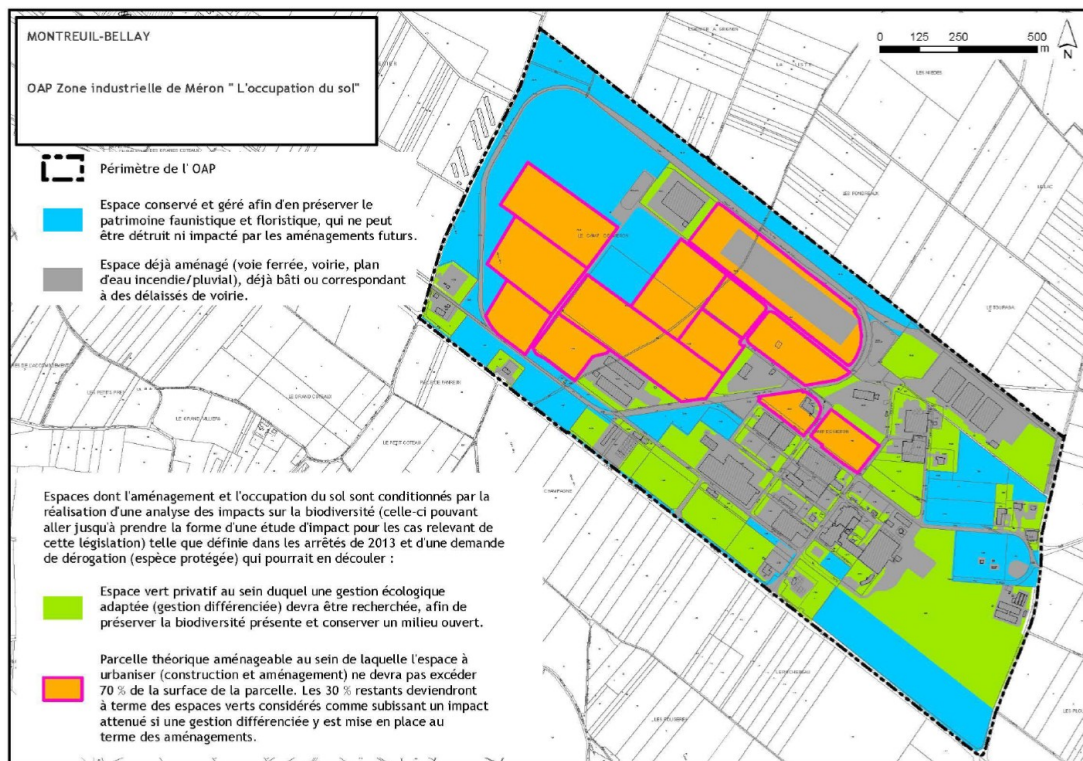 MONTREUIL-BELLAY
OAP Zone industrielle de Méron " L'occupation du sol"
0 125 250 500
m
N
Périmètre de l' OAP
Espace conservé et géré afin d'en préserver le
patrimoine faunistique et floristique, qui ne peut
être détruit ni impacté par les aménagements futurs.
Espace déjà aménagé (voie ferrée, voirie, plan
d'eau incendie/pluvial), déjà bâti ou correspondant
à des délaissés de voirie.
LE GRAND COTEAU
LE PETIT COTEAU
CHAMPAGNE
Espaces dont l'aménagement et l'occupation du sol sont conditionnés par la
réalisation d'une analyse des impacts sur la biodiversité (celle-ci pouvant
aller jusqu'à prendre la forme d'une étude d'impact pour les cas relevant de
cette législation) telle que définie dans les arrêtés de 2013 et d'une demande
de dérogation (espèce protégée) qui pourrait en découler :
Espace vert privatif au sein duquel une gestion écologique
adaptée (gestion différenciée) devra être recherchée, afin de
préserver la biodiversité présente et conserver un milieu ouvert.
Parcelle théorique aménageable au sein de laquelle l'espace à
urbaniser (construction et aménagement) ne devra pas excéder
70 % de la surface de la parcelle. Les 30 % restants deviendront
à terme des espaces verts considérés comme subissant un impact
attenué si une gestion différenciée y est mise en place au
terme des aménagements.